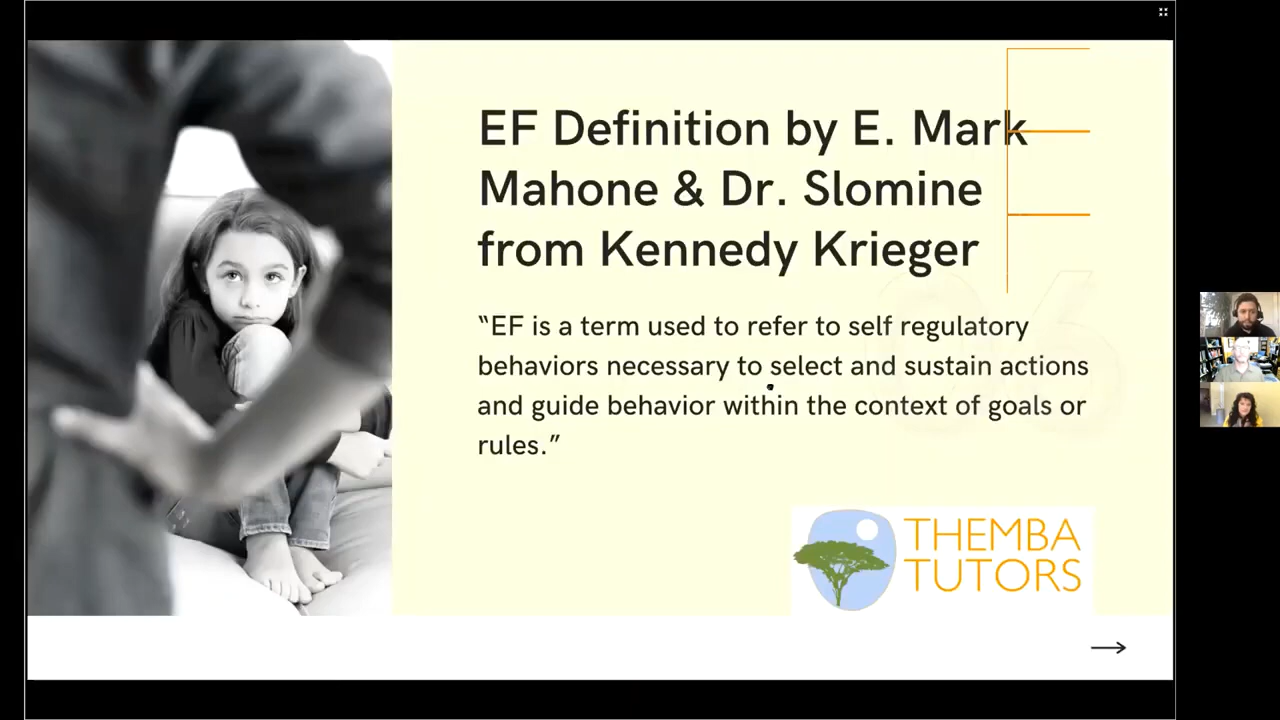 EF Definition by E. Mark
Mahone & Dr. Slomine
from Kennedy Krieger
“EF is a term used to refer to self regulatory
behaviors necessary to select and sustain actions
and guide behavior within the context of goals or
rules.”
THEMBA
TUTORS